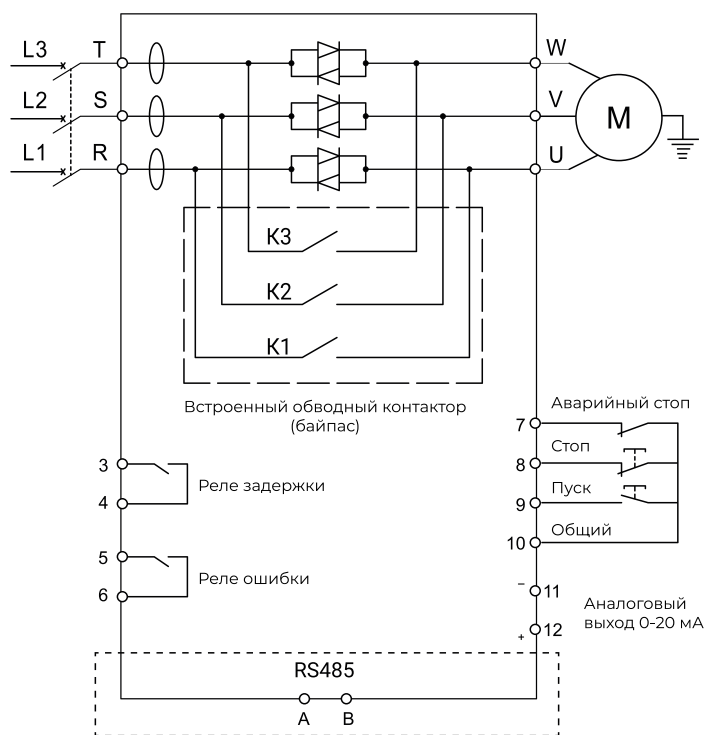 L3 T W
L2 S V
M
L1 R U
K3
K2
K1
Встроенный обводный контактор
(байпас)
7 Аварийный стоп
8 Стоп
9 Пуск
10 Общий
3
4
Реле задержки
5
6
Реле ошибки
− 11
+ 12
Аналоговый
выход 0-20 мА
RS485
A B